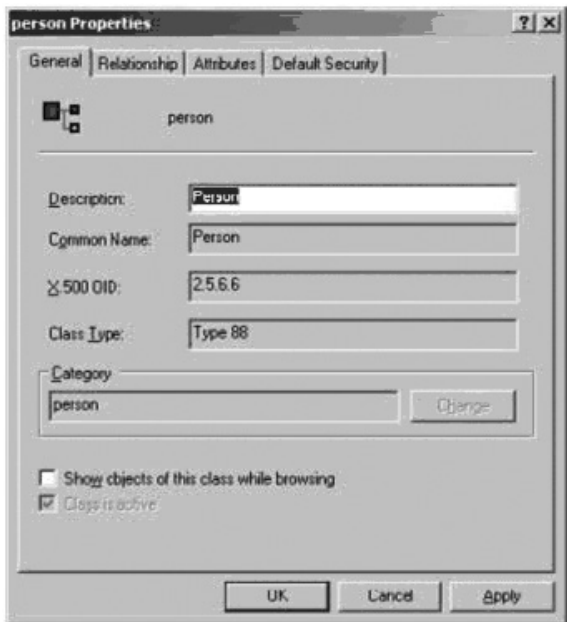 person Properties
General Relationship Attributes Default Security
person
Description: Person
Common Name: Person
X.500 OID: 2.5.6.6
Class Type: Type 88
Category
person Change
Show objects of this class while browsing
Class is active
OK Cancel Apply